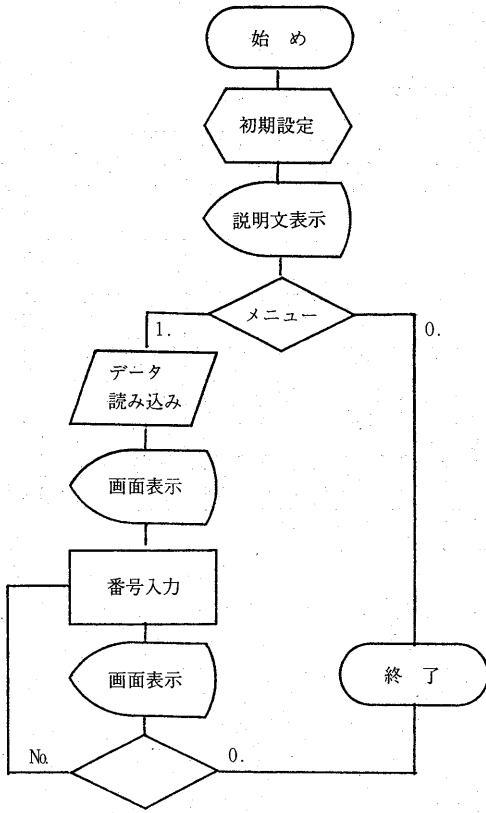 始 め
初期設定
説明文表示
メニュー
1.
0.
データ
読み込み
画面表示
番号入力
画面表示
終 了
No.
0.